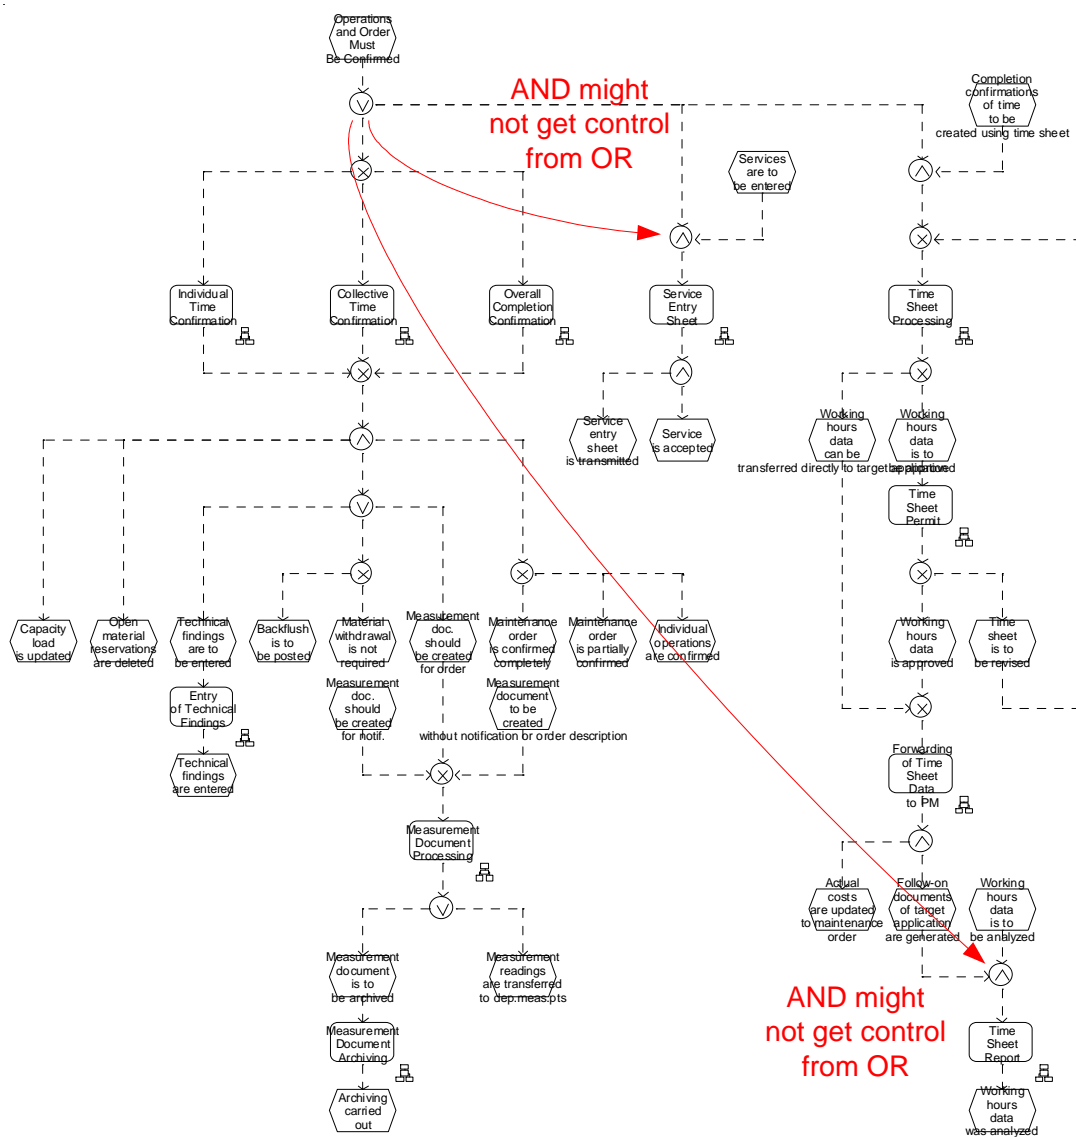 Operations
and Order
Must
Be Confirmed
AND might
not get control
from OR
Completion
confirmations
of time
to be
created using time sheet
Services
are to
be entered
Individual
Time
Confirmation
Collective
Time
Confirmation
Overall
Completion
Confirmation
Service
Entry
Sheet
Time
Sheet
Processing
Service
entry
sheet
is transmitted
Service
is accepted
Working
hours
data
can be
transferred directly to target application
Working
hours
data
is to
be approved
Time
Sheet
Permit
Capacity
load
is updated
Open
material
reservations
are deleted
Technical
findings
are to
be entered
Backflush
is to
be posted
Material
withdrawal
is not
required
Measurement
doc.
should
be created
for order
Maintenance
order
is confirmed
completely
Maintenance
order
is partially
confirmed
Individual
operations
are confirmed
Working
hours
data
is approved
Time
sheet
is to
be revised
Entry
of Technical
Findings
Measurement
doc.
should
be created
for notif.
Measurement
document
to be
created
without notification or order description
Technical
findings
are entered
Forwarding
of Time
Sheet
Data
to PM
Measurement
Document
Processing
Actual
costs
are updated
to maintenance
order
Follow-on
documents
of target
application
are generated
Working
hours
data
is to
be analyzed
Measurement
document
is to
be archived
Measurement
readings
are transferred
to dep.meas.pts
AND might
not get control
from OR
Measurement
Document
Archiving
Time
Sheet
Report
Archiving
carried
out
Working
hours
data
was analyzed